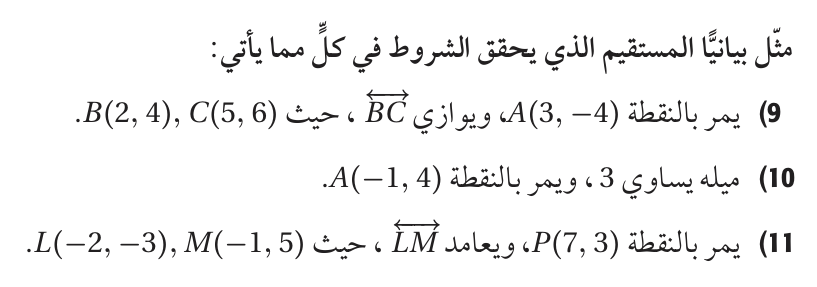 مثّل بيانيًّا المستقيم الذي يحقق الشروط في كلٍّ مما يأتي:
9) يمر بالنقطة A(3, −4)، ويوازي BC ، حيث B(2, 4), C(5, 6).
10) ميله يساوي 3 ، ويمر بالنقطة A(−1, 4).
11) يمر بالنقطة P(7, 3)، ويعامد LM ، حيث L(−2, −3), M(−1, 5).